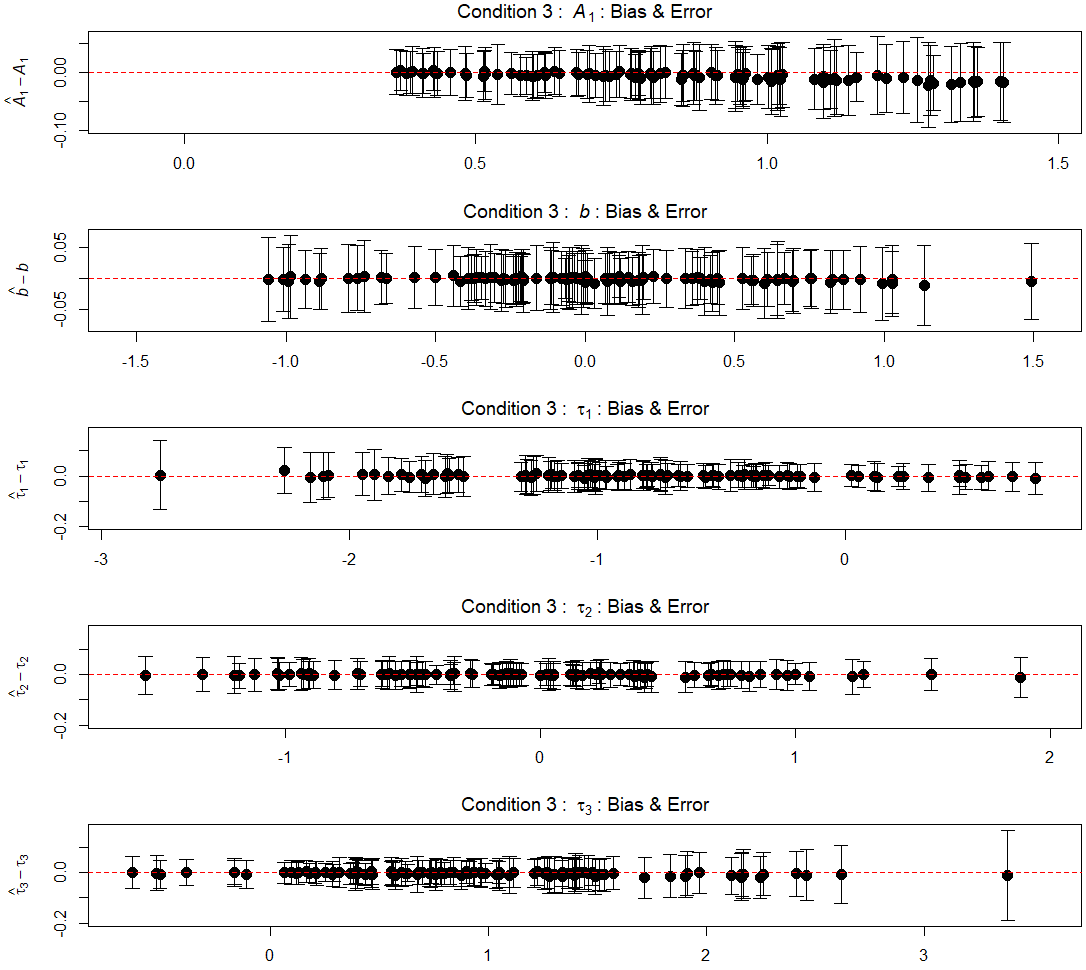 Condition 3 : A₁ : Bias & Error
Â₁ − A₁
0.00
-0.10
0.0 0.5 1.0 1.5
Condition 3 : b : Bias & Error
b̂ − b
0.05
-0.05
-1.5 -1.0 -0.5 0.0 0.5 1.0 1.5
Condition 3 : τ₁ : Bias & Error
τ̂₁ − τ₁
0.0
-0.2
-3 -2 -1 0
Condition 3 : τ₂ : Bias & Error
τ̂₂ − τ₂
0.0
-0.2
-1 0 1 2
Condition 3 : τ₃ : Bias & Error
τ̂₃ − τ₃
0.0
-0.2
0 1 2 3